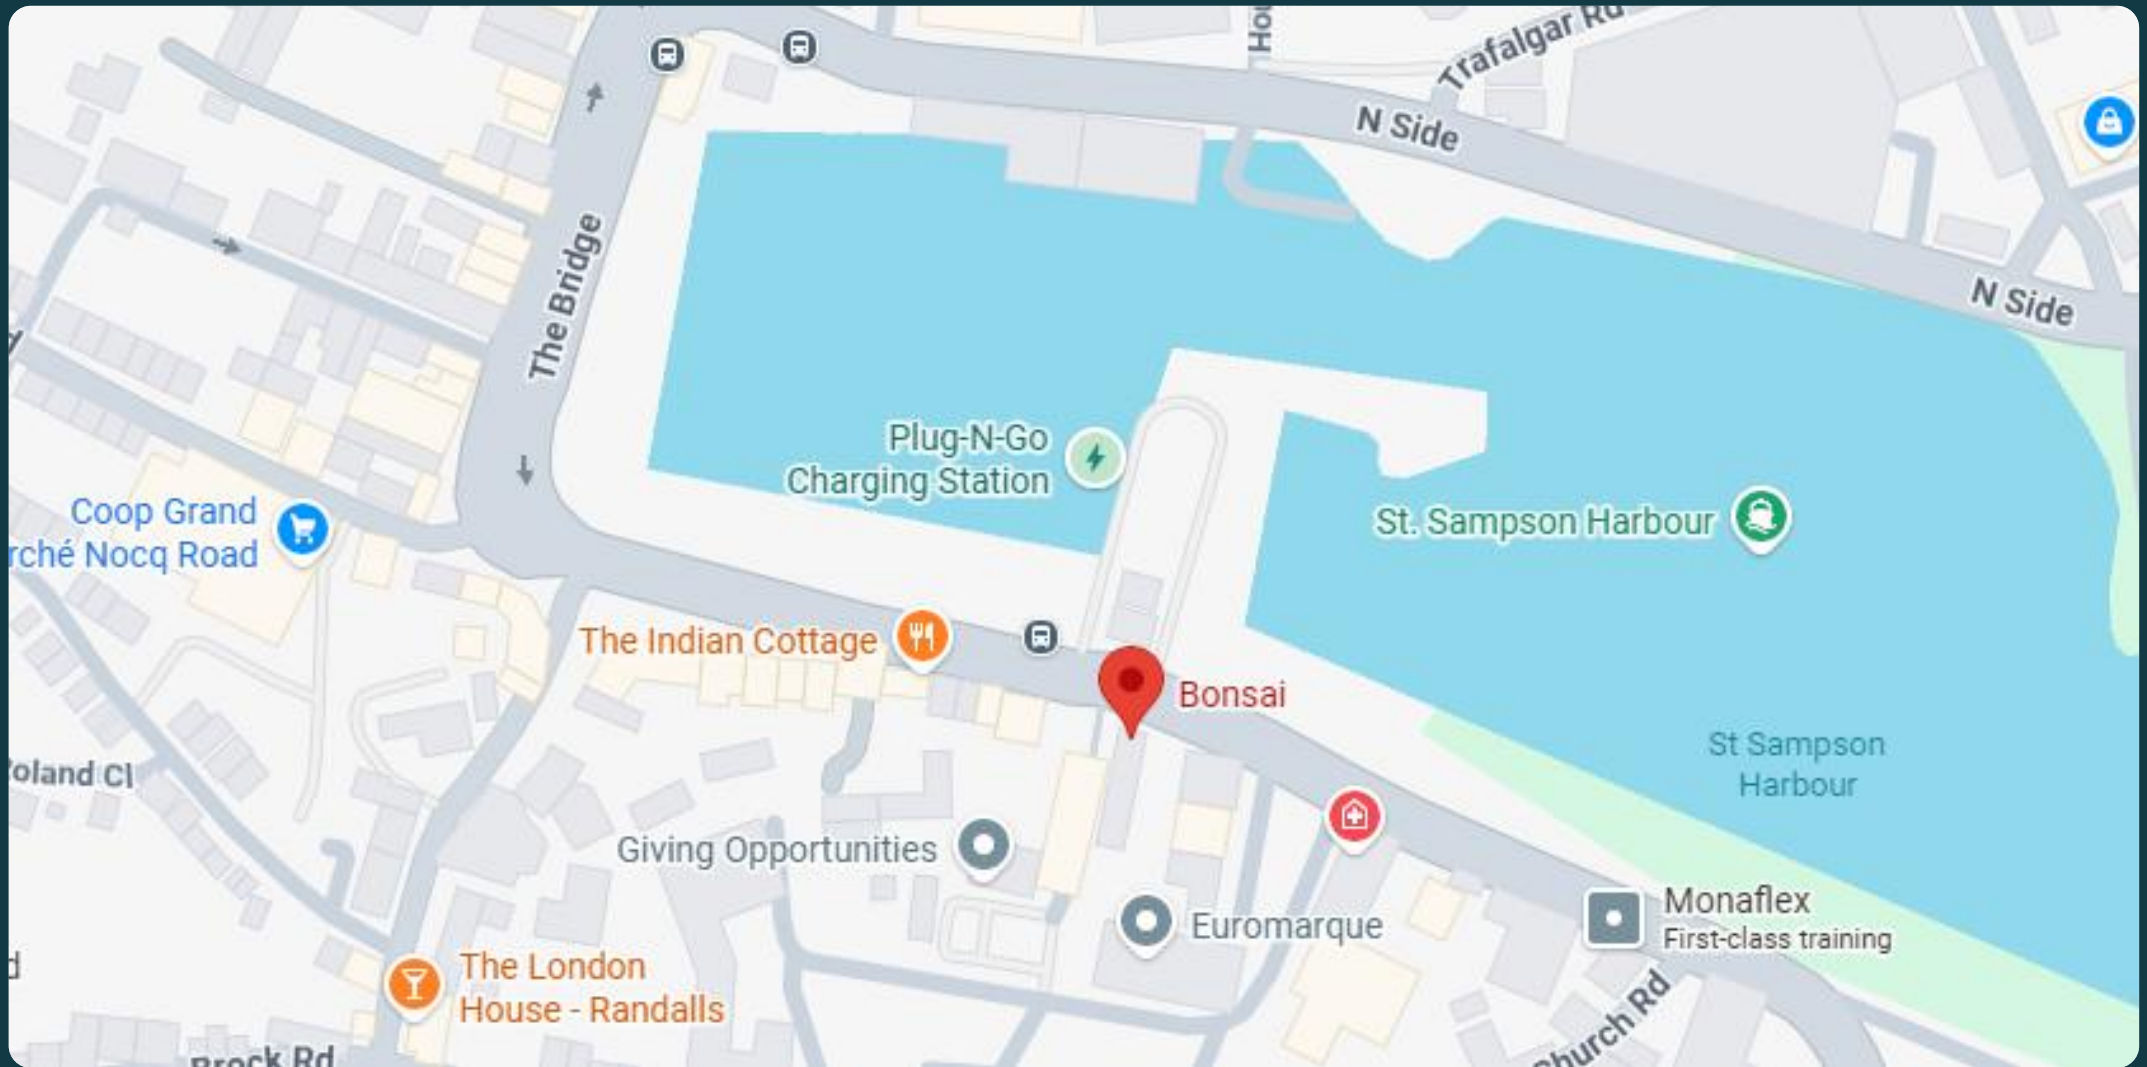 Trafalgar Rd
Hou
N Side
The Bridge
N Side
Plug-N-Go
Charging Station
Coop Grand
rché Nocq Road
St. Sampson Harbour
The Indian Cottage
Bonsai
St Sampson
Harbour
oland Cl
Giving Opportunities
Monaflex
First-class training
Euromarque
The London
House - Randalls
Church Rd
Brock Rd